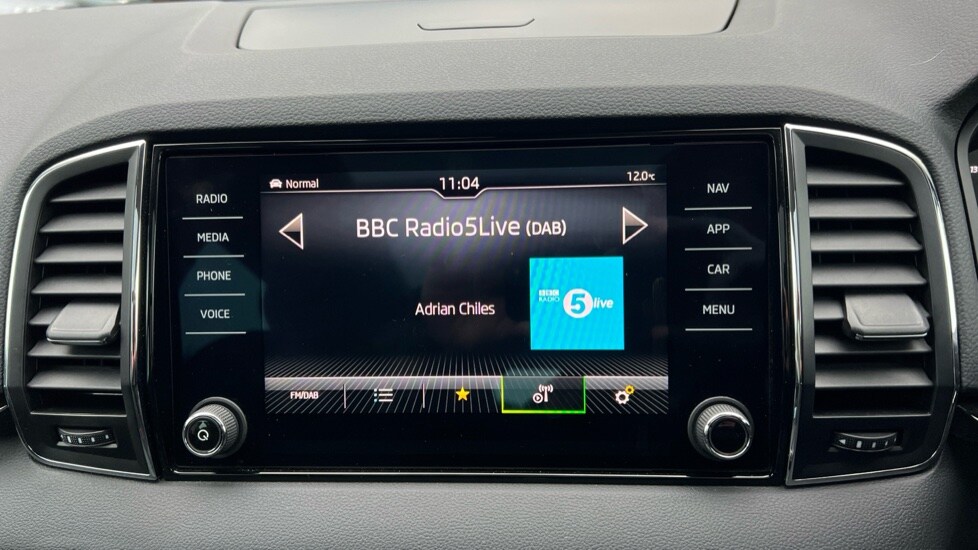 RADIO
MEDIA
PHONE
VOICE
Normal
11:04
12.0°C
BBC Radio5Live (DAB)
Adrian Chiles
BBC
RADIO
5 live
FM/DAB
NAV
APP
CAR
MENU